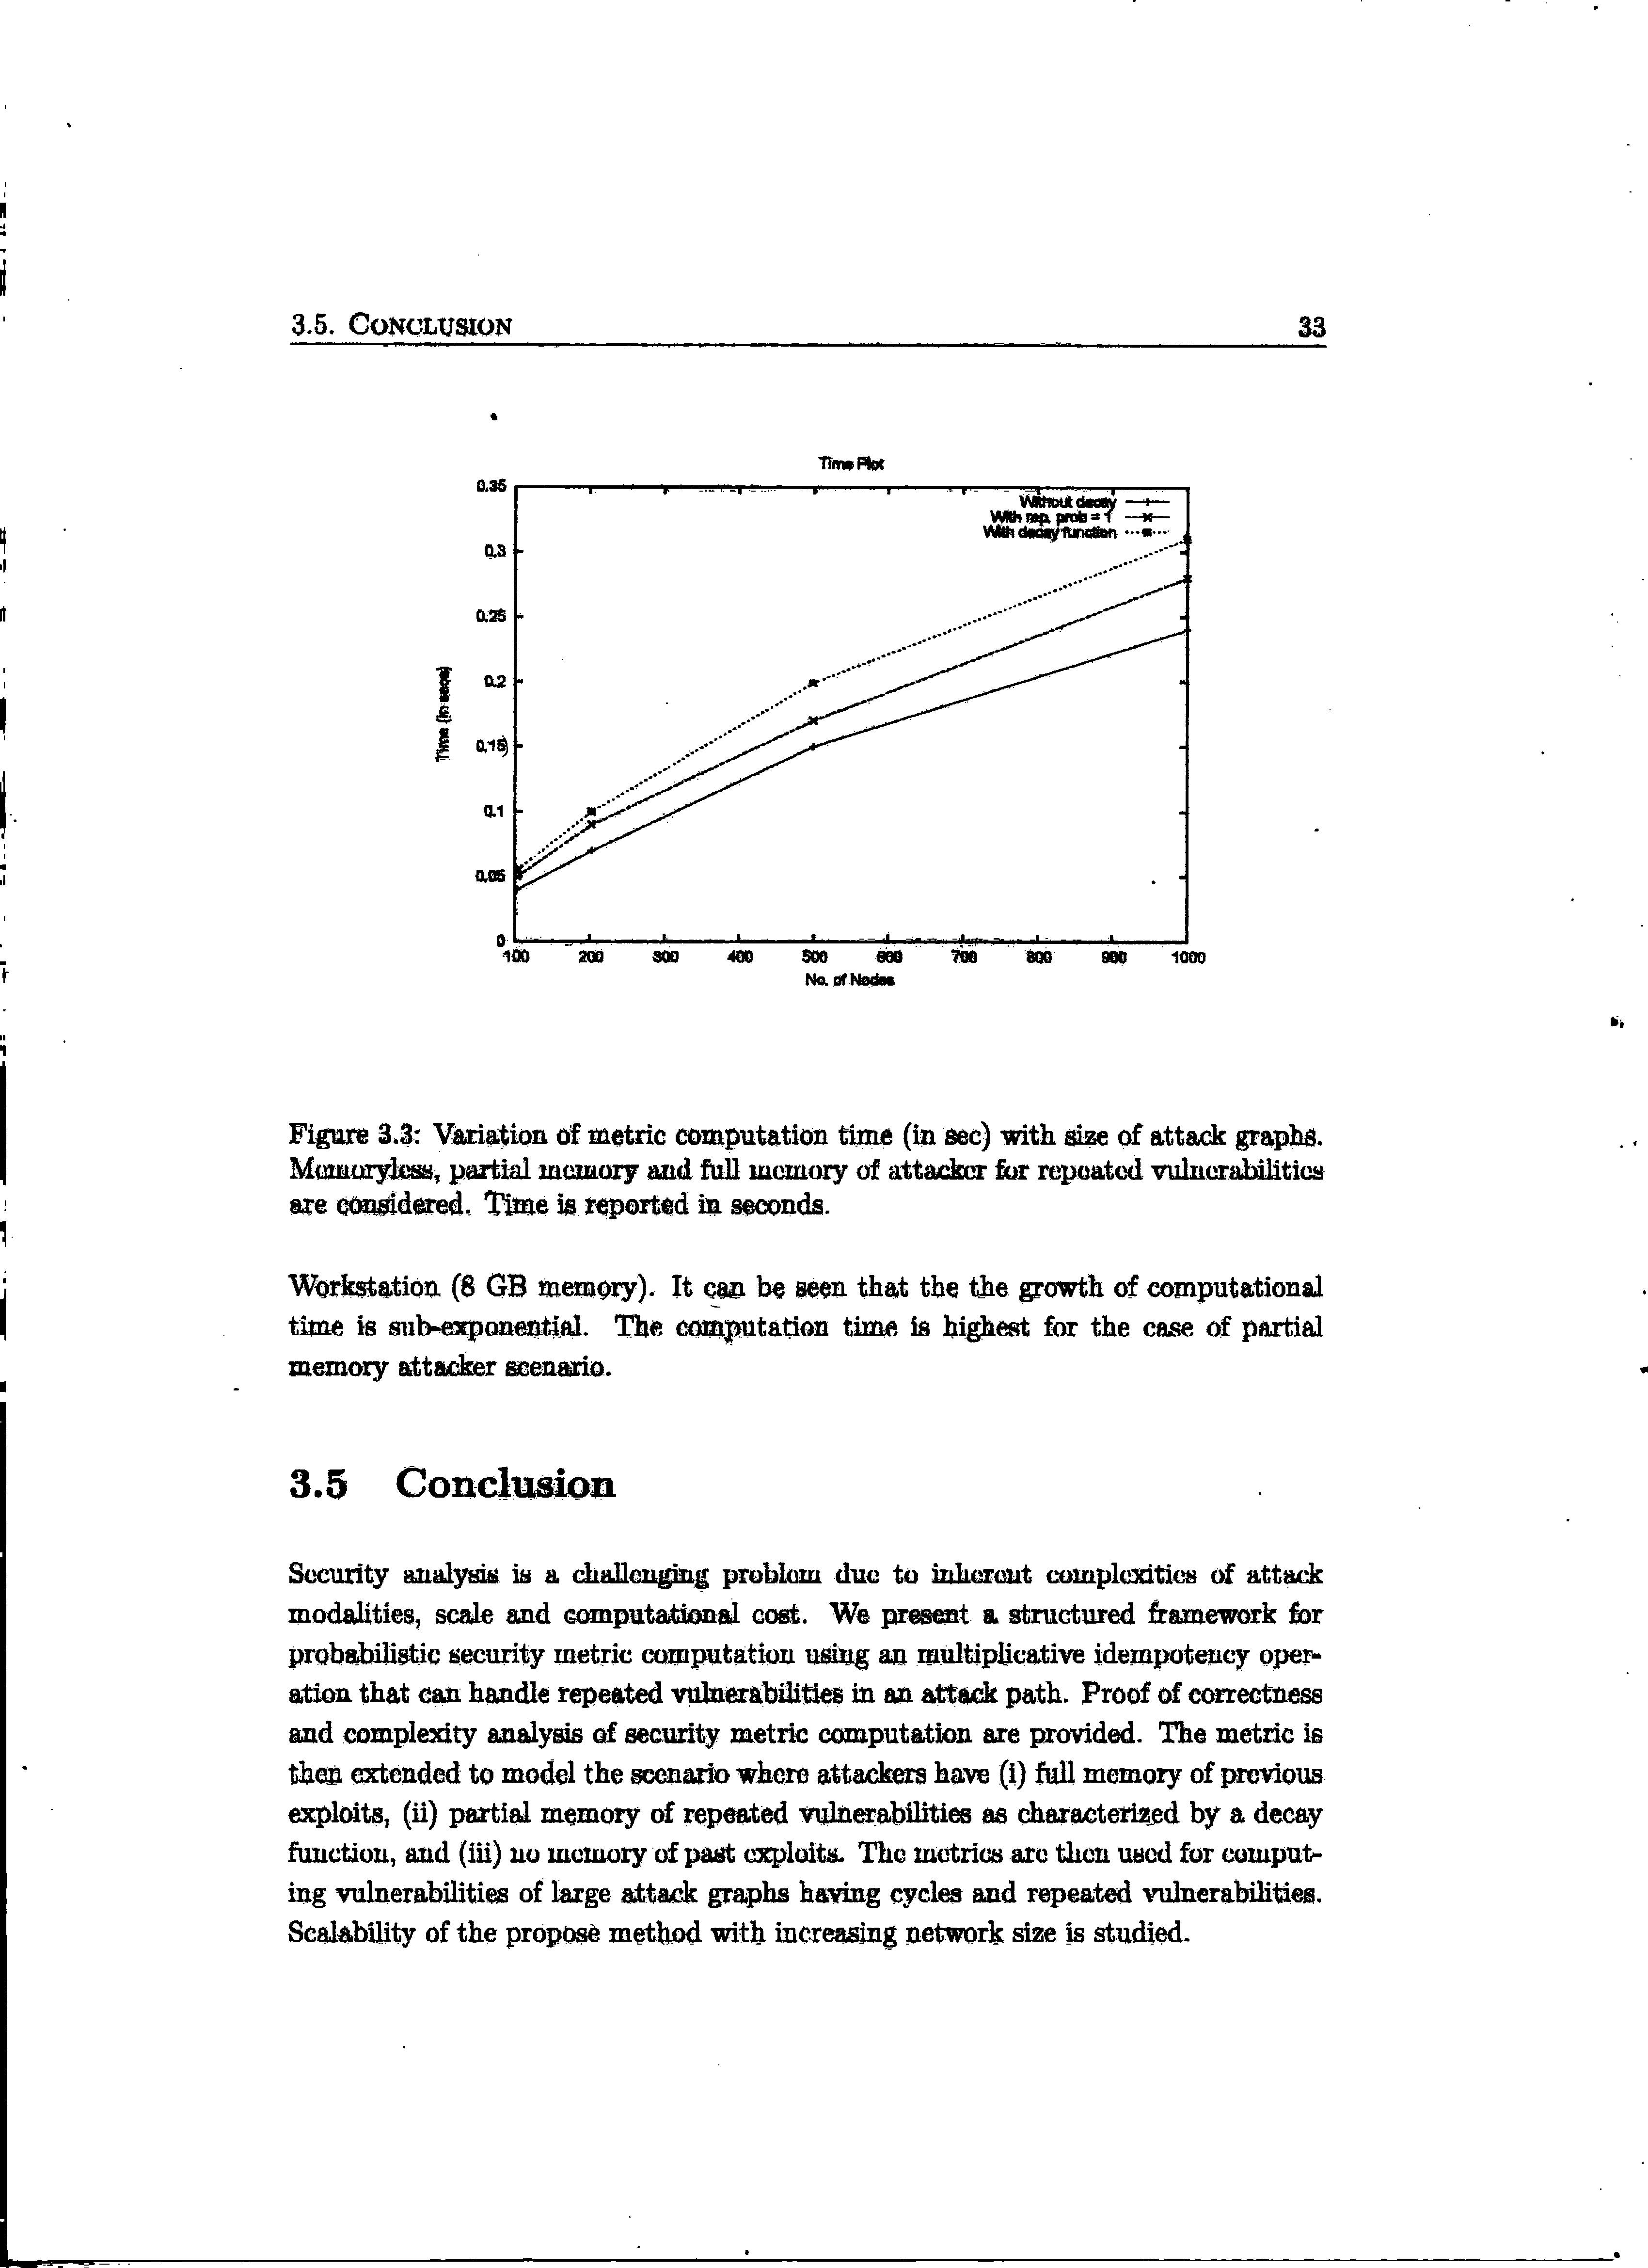 3.5. CONCLUSION 33
Time Plot
0.35
Without decay
With rep. prob = 1
With decay function
0.3
0.25
0.2
0.15
0.1
0.05
0
Time (in secs)
100 200 300 400 500 600 700 800 900 1000
No. of Nodes
Figure 3.3: Variation of metric computation time (in sec) with size of attack graphs.
Memoryless, partial memory and full memory of attacker for repeated vulnerabilities
are considered. Time is reported in seconds.
Workstation (8 GB memory). It can be seen that the the growth of computational
time is sub-exponential. The computation time is highest for the case of partial
memory attacker scenario.
3.5 Conclusion
Security analysis is a challenging problem due to inherent complexities of attack
modalities, scale and computational cost. We present a structured framework for
probabilistic security metric computation using an multiplicative idempotency oper-
ation that can handle repeated vulnerabilities in an attack path. Proof of correctness
and complexity analysis of security metric computation are provided. The metric is
then extended to model the scenario where attackers have (i) full memory of previous
exploits, (ii) partial memory of repeated vulnerabilities as characterized by a decay
function, and (iii) no memory of past exploits. The metrics are then used for comput-
ing vulnerabilities of large attack graphs having cycles and repeated vulnerabilities.
Scalability of the propose method with increasing network size is studied.